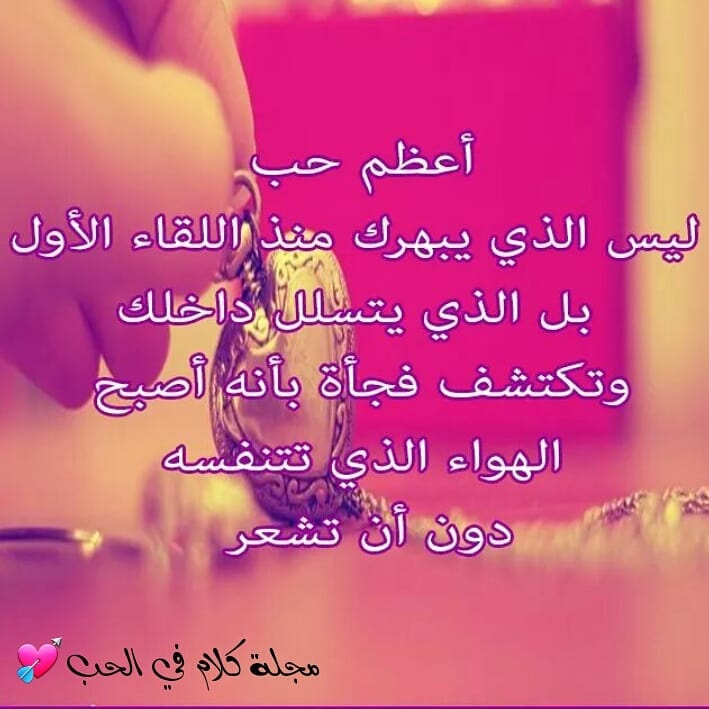 أعظم حب
ليس الذي يبهرك منذ اللقاء الأول
بل الذي يتسلل داخلك
وتكتشف فجأة بأنه أصبح
الهواء الذي تتنفسه
دون أن تشعر
مجلة كلام في الحب 💘